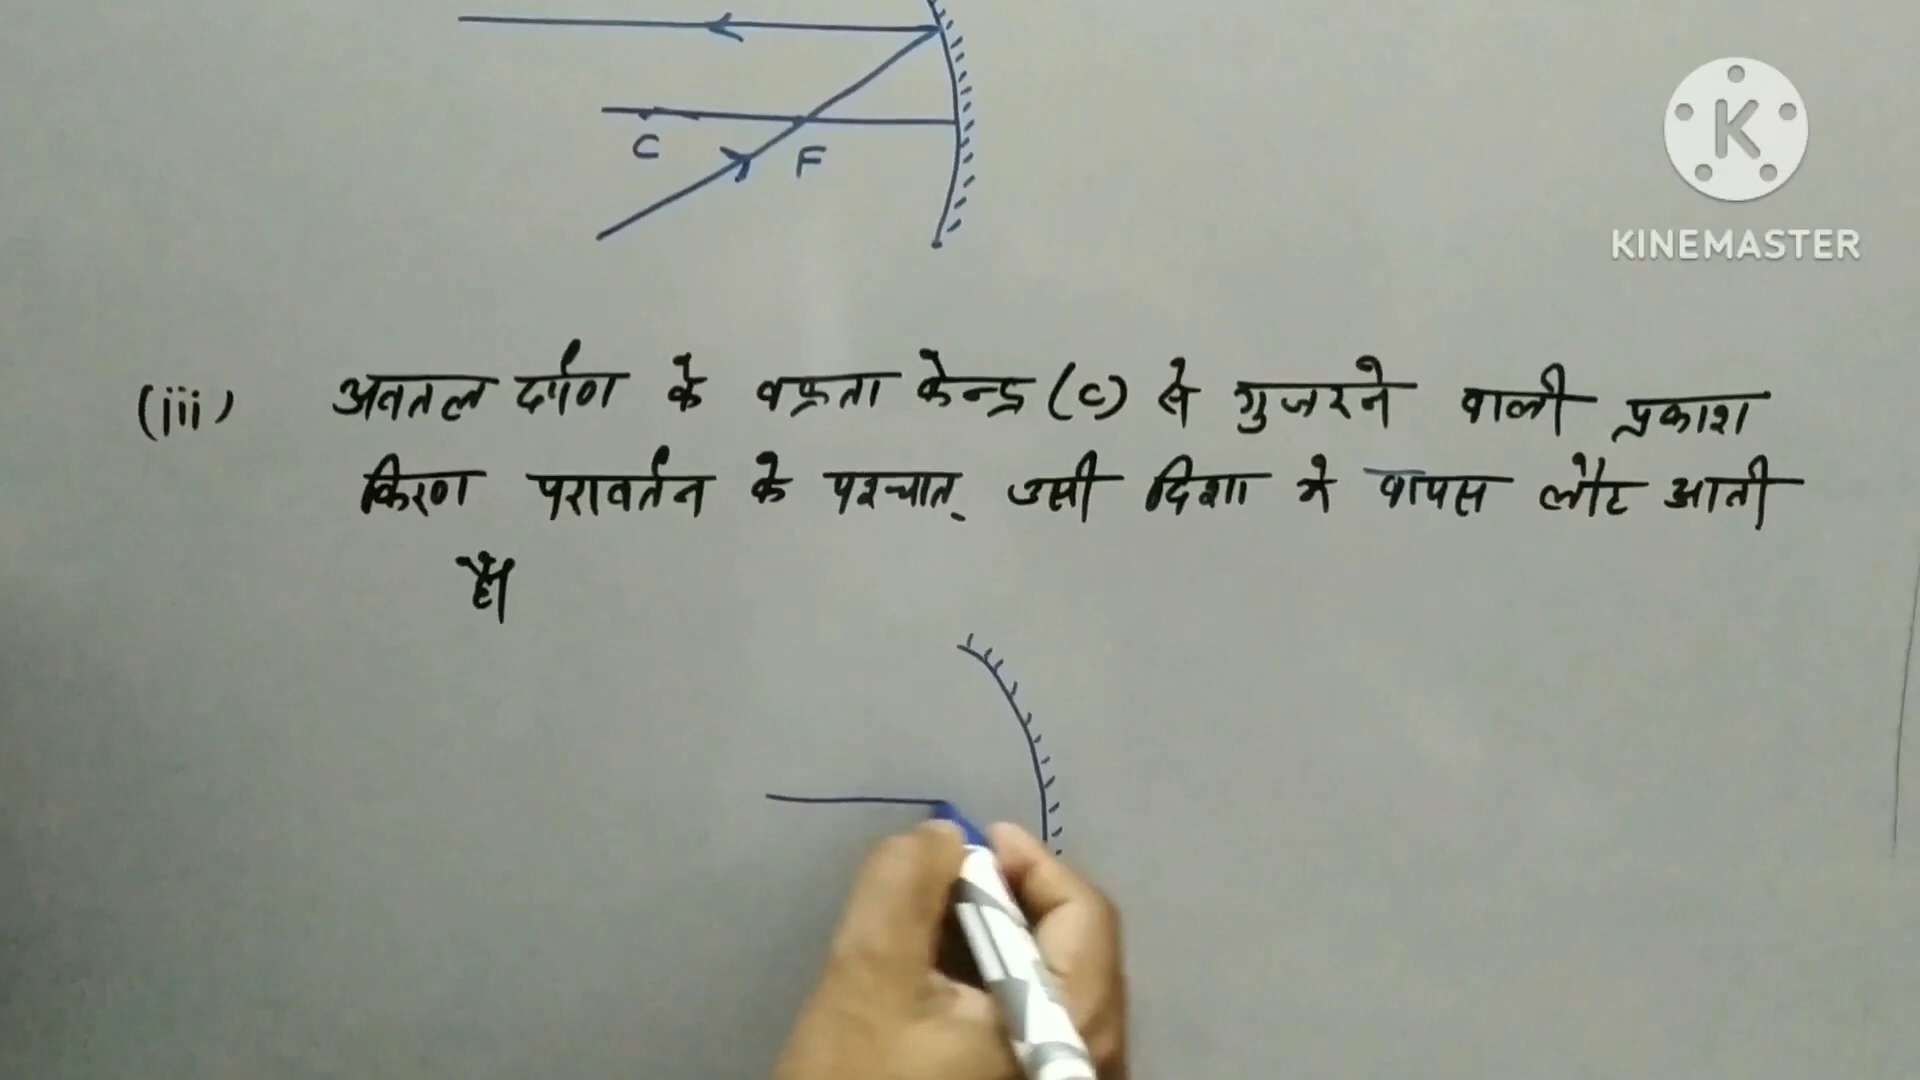 C
F
K
KINEMASTER
(iii) अवतल दर्पण के वक्रता केन्द्र (C) से गुजरने वाली प्रकाश
किरण परावर्तन के पश्चात् उसी दिशा मे वापस लौट आती
है।